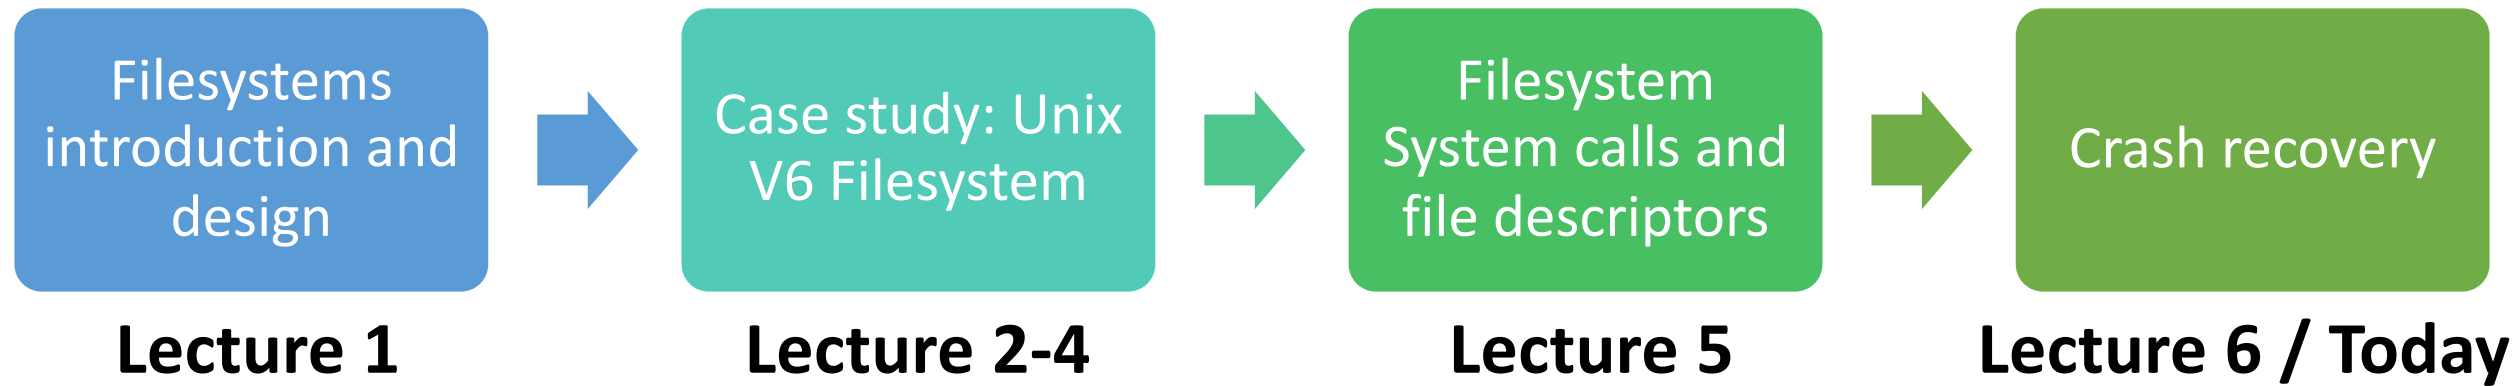 Filesystems
introduction and
design
Case study: Unix
V6 Filesystem
Filesystem
System calls and
file descriptors
Crash recovery
Lecture 1
Lecture 2-4
Lecture 5
Lecture 6 / Today